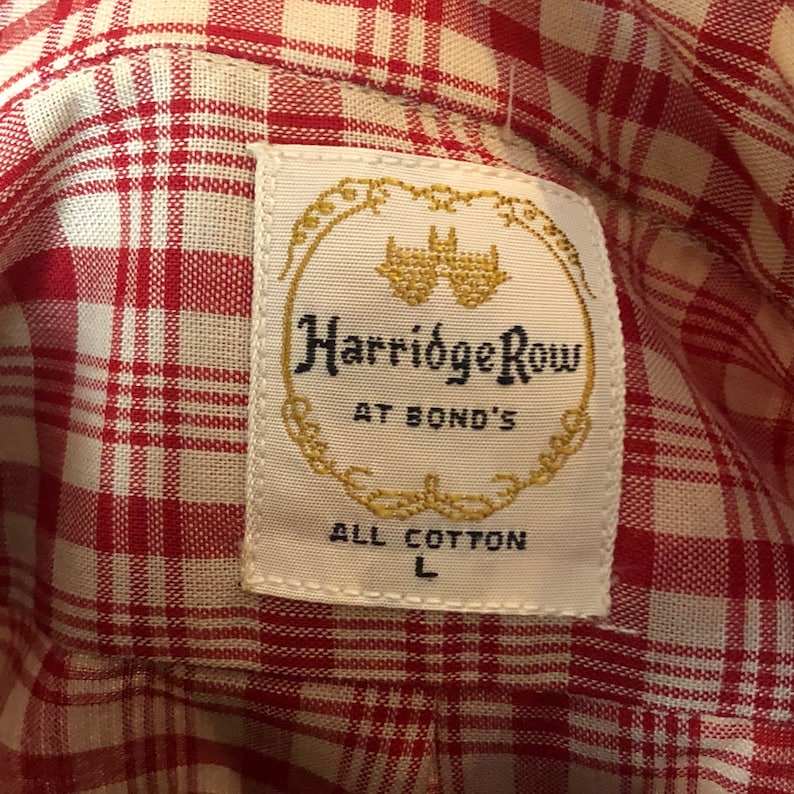 Harridge Row
AT BOND'S
ALL COTTON
L